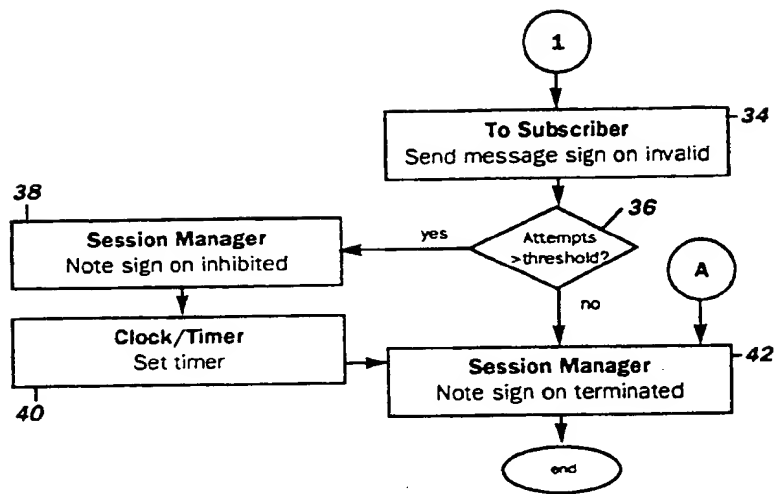 1
34
To Subscriber
Send message sign on invalid
36
38
Session Manager
Note sign on inhibited
yes
Attempts
>threshold?
A
no
Clock/Timer
Set timer
40
Session Manager
Note sign on terminated
42
end